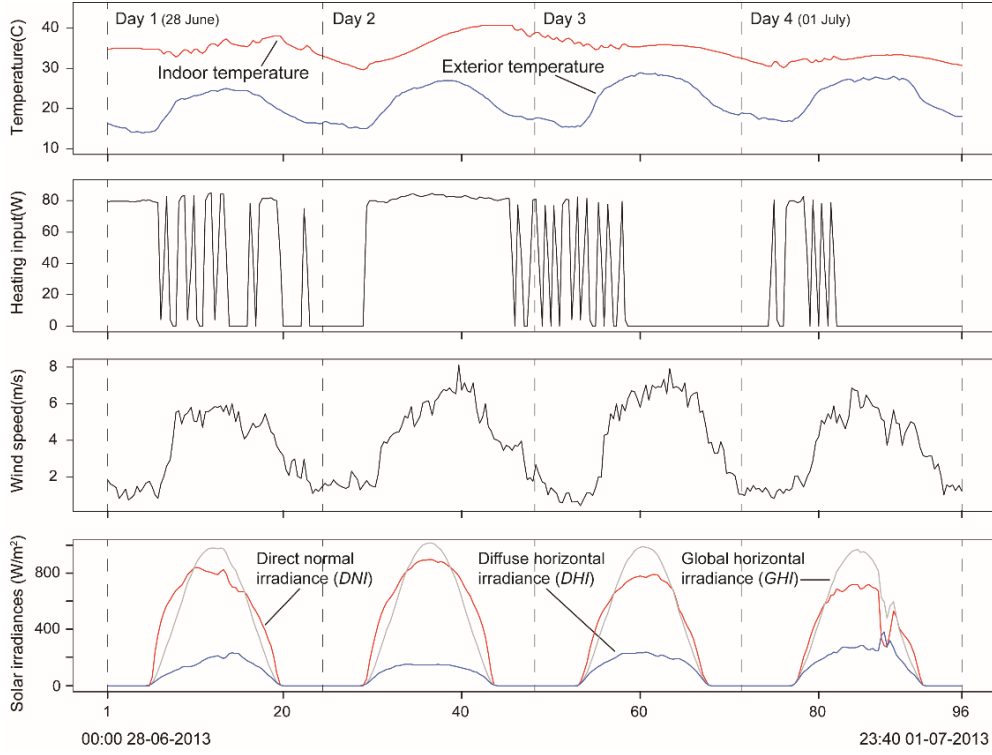 Day 1 (28 June)
Day 2
Day 3
Day 4 (01 July)
Temperature(C)
40
30
20
10
Indoor temperature
Exterior temperature
Heating input(W)
80
60
40
20
0
Wind speed(m/s)
8
6
4
2
Solar irradiances (W/m²)
800
400
0
Direct normal
irradiance (DNI)
Diffuse horizontal
irradiance (DHI)
Global horizontal
irradiance (GHI)
1
20
40
60
80
96
00:00 28-06-2013
23:40 01-07-2013